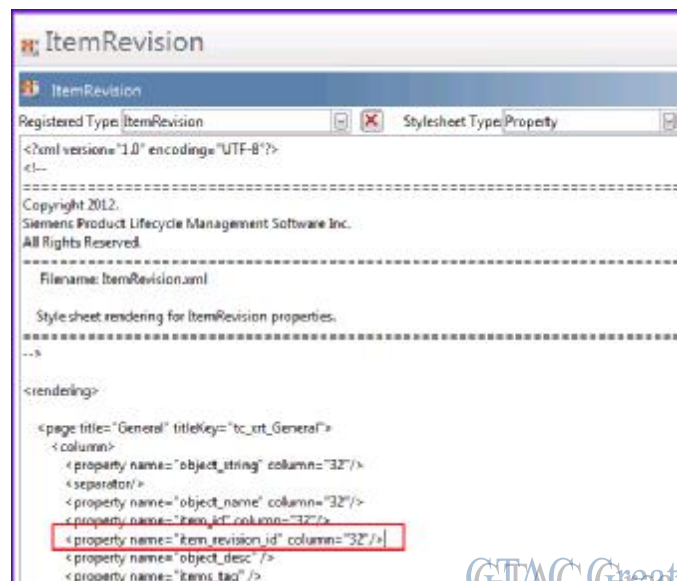 ItemRevision
ItemRevision
Registered Type: ItemRevision Stylesheet Type: Property
<?xml version="1.0" encoding="UTF-8"?>
<!--
========================================================================
Copyright 2012.
Siemens Product Lifecycle Management Software Inc.
All Rights Reserved.
========================================================================
Filename: ItemRevision.xml
Style sheet rendering for ItemRevision properties.
========================================================================
-->
<rendering>
<page title="General" titleKey="tc_xrt_General">
<column>
<property name="object_string" column="32"/>
<separator/>
<property name="object_name" column="32"/>
<property name="item_id" column="32"/>
<property name="item_revision_id" column="32"/>
<property name="object_desc" />
<property name="items_tag" />
GTAC Great